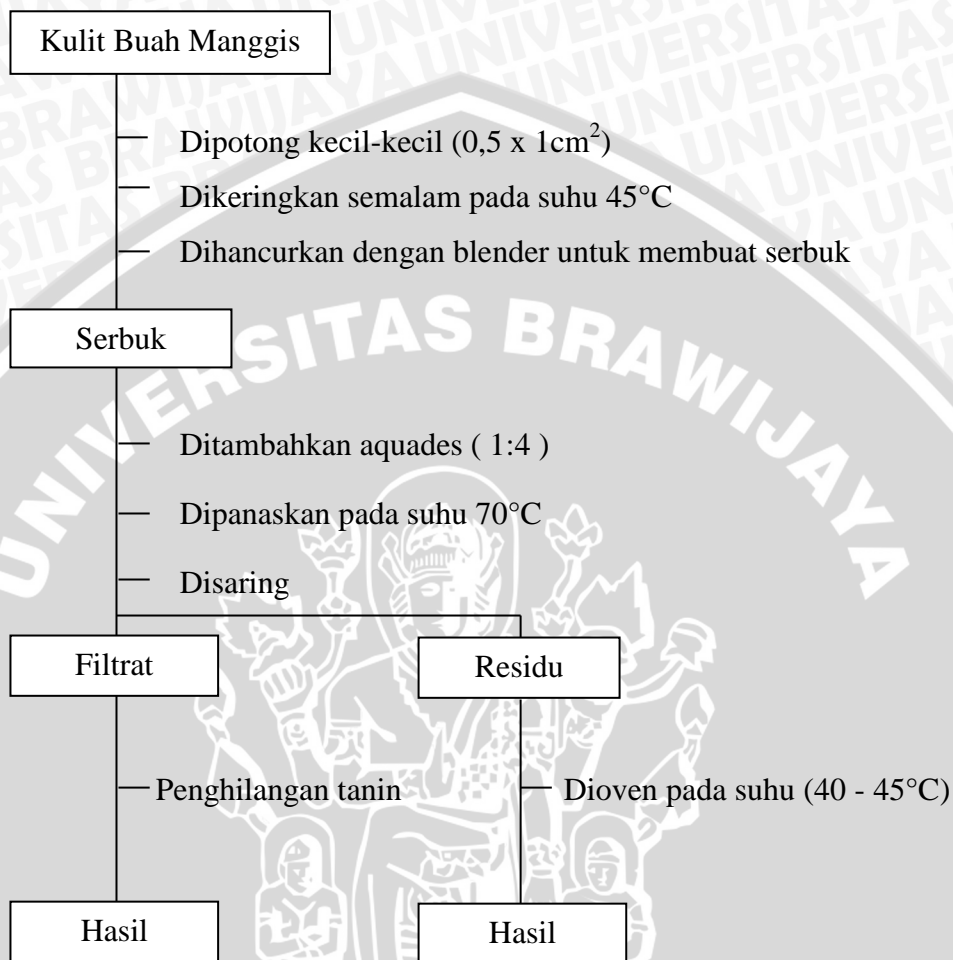 Kulit Buah Manggis
Dipotong kecil-kecil (0,5 x 1cm²)
Dikeringkan semalam pada suhu 45°C
Dihancurkan dengan blender untuk membuat serbuk
Serbuk
UNIVERSITAS BRAWIJAYA
Ditambahkan aquades ( 1:4 )
Dipanaskan pada suhu 70°C
Disaring
Filtrat
Residu
Penghilangan tanin
Dioven pada suhu (40 - 45°C)
Hasil
Hasil